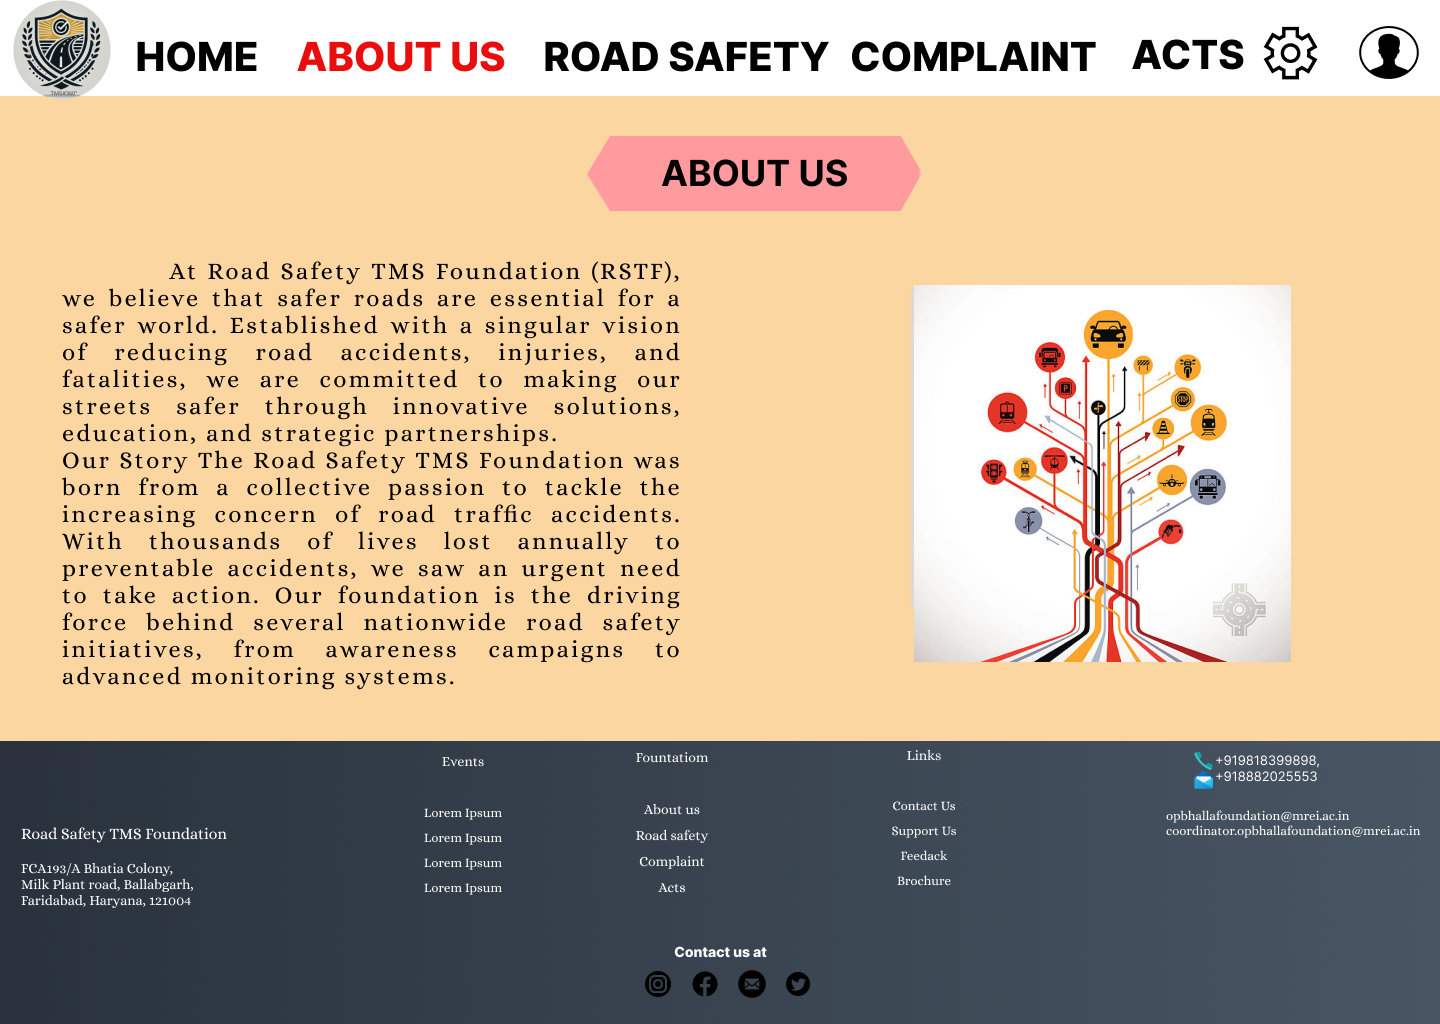 TMS#360°
HOME ABOUT US ROAD SAFETY COMPLAINT ACTS
ABOUT US
At Road Safety TMS Foundation (RSTF),
we believe that safer roads are essential for a
safer world. Established with a singular vision
of reducing road accidents, injuries, and
fatalities, we are committed to making our
streets safer through innovative solutions,
education, and strategic partnerships.
Our Story The Road Safety TMS Foundation was
born from a collective passion to tackle the
increasing concern of road traffic accidents.
With thousands of lives lost annually to
preventable accidents, we saw an urgent need
to take action. Our foundation is the driving
force behind several nationwide road safety
initiatives, from awareness campaigns to
advanced monitoring systems.
P
STOP
Road Safety TMS Foundation
FCA193/A Bhatia Colony,
Milk Plant road, Ballabgarh,
Faridabad, Haryana, 121004
Events
Lorem Ipsum
Lorem Ipsum
Lorem Ipsum
Lorem Ipsum
Fountatiom
About us
Road safety
Complaint
Acts
Links
Contact Us
Support Us
Feedack
Brochure
+919818399898,
+918882025553
opbhallafoundation@mrei.ac.in
coordinator.opbhallafoundation@mrei.ac.in
Contact us at